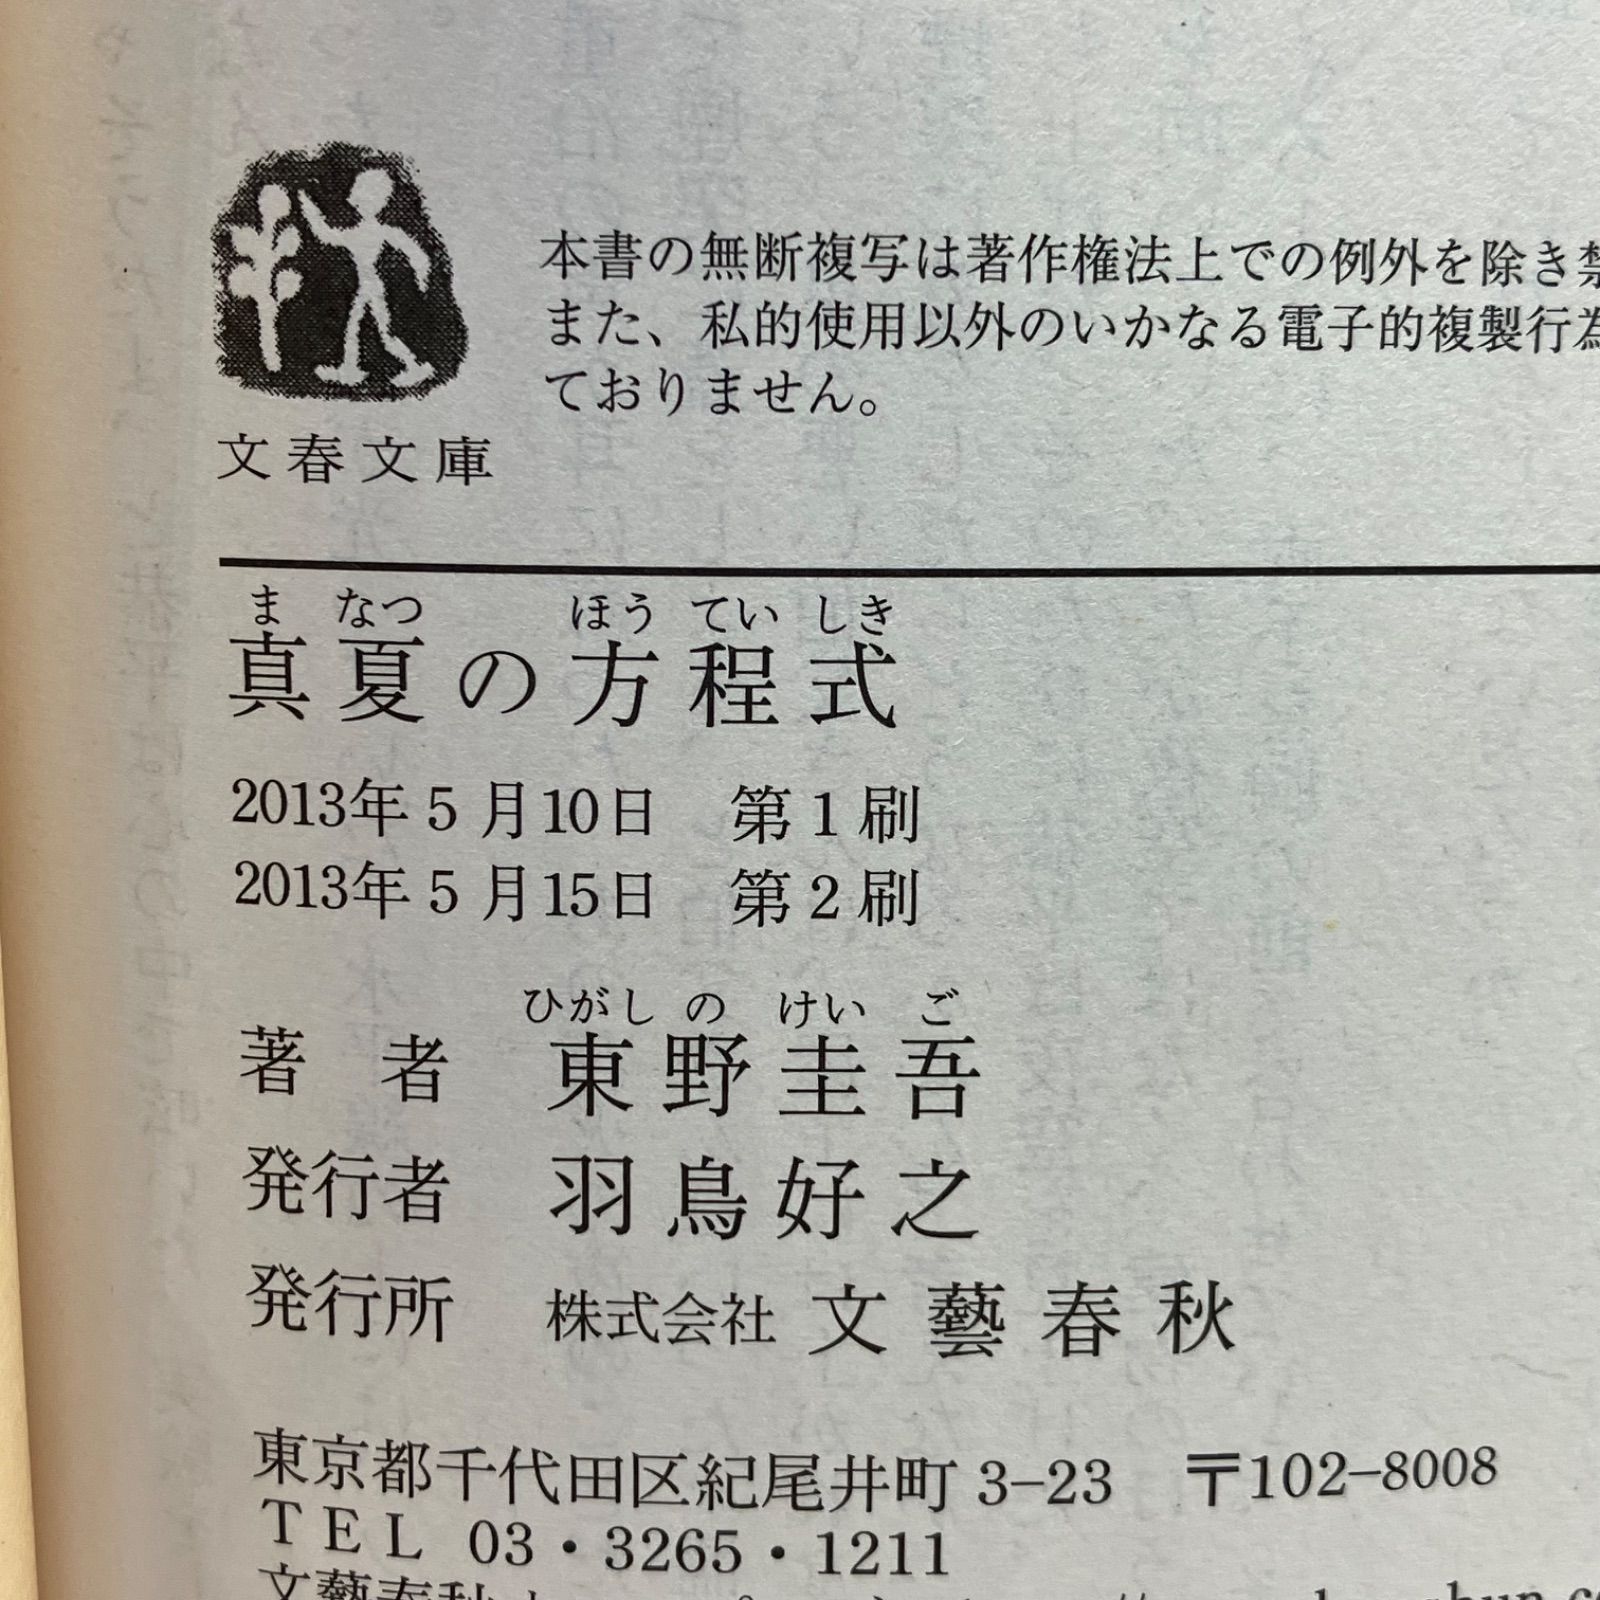 本書の無断複写は著作権法上での例外を除き禁
また、私的使用以外のいかなる電子的複製行為
ておりません。
文春文庫
ま なつ ほう てい しき
真夏の方程式
2013年5月10日 第1刷
2013年5月15日 第2刷
ひがし の けい ご
著 者 東野圭吾
発行者 羽鳥好之
発行所 株式会社 文藝春秋
東京都千代田区紀尾井町 3-23 〒102-8008
TEL 03・3265・1211
文藝春秋